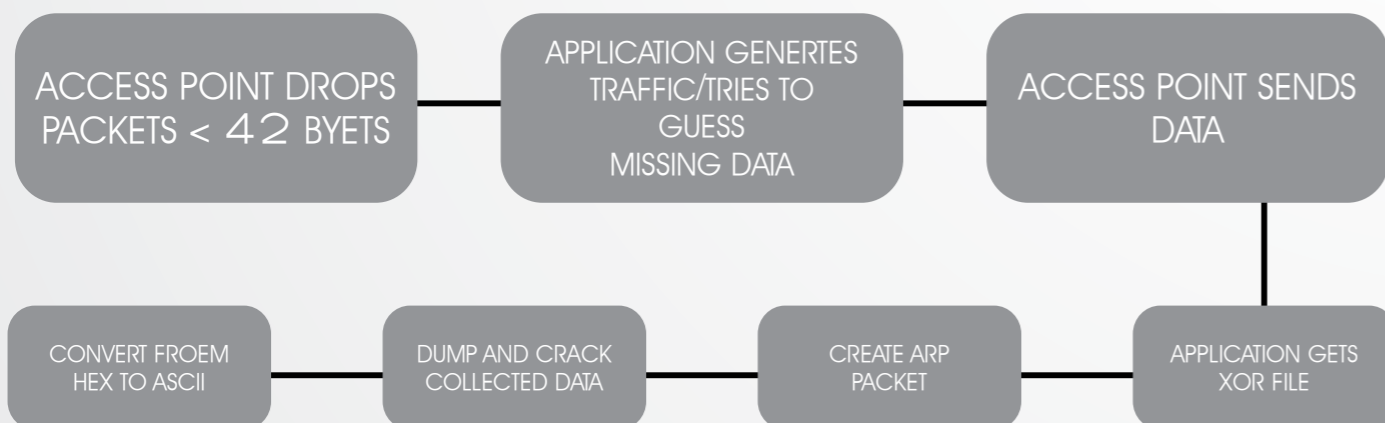 ACCESS POINT DROPS
PACKETS < 42 BYETS
APPLICATION GENERTES
TRAFFIC/TRIES TO
GUESS
MISSING DATA
ACCESS POINT SENDS
DATA
APPLICATION GETS
XOR FILE
CREATE ARP
PACKET
DUMP AND CRACK
COLLECTED DATA
CONVERT FROEM
HEX TO ASCII